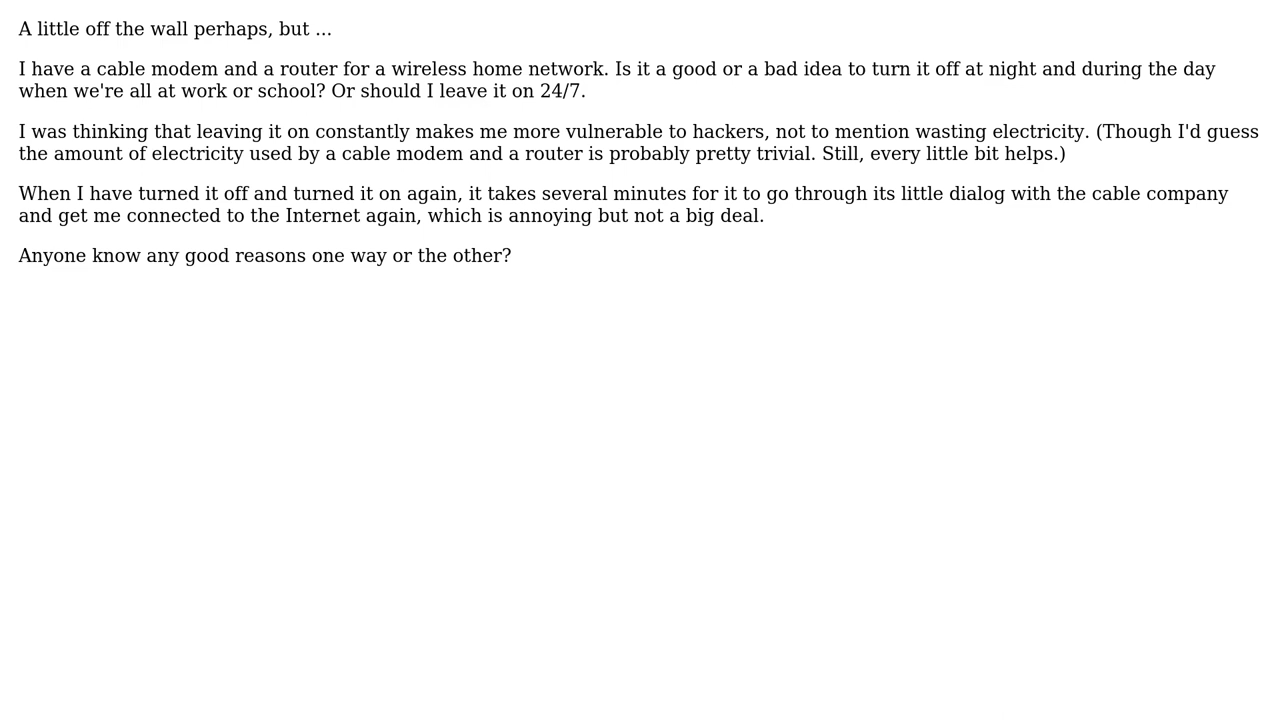 A little off the wall perhaps, but ...
I have a cable modem and a router for a wireless home network. Is it a good or a bad idea to turn it off at night and during the day
when we're all at work or school? Or should I leave it on 24/7.
I was thinking that leaving it on constantly makes me more vulnerable to hackers, not to mention wasting electricity. (Though I'd guess
the amount of electricity used by a cable modem and a router is probably pretty trivial. Still, every little bit helps.)
When I have turned it off and turned it on again, it takes several minutes for it to go through its little dialog with the cable company
and get me connected to the Internet again, which is annoying but not a big deal.
Anyone know any good reasons one way or the other?